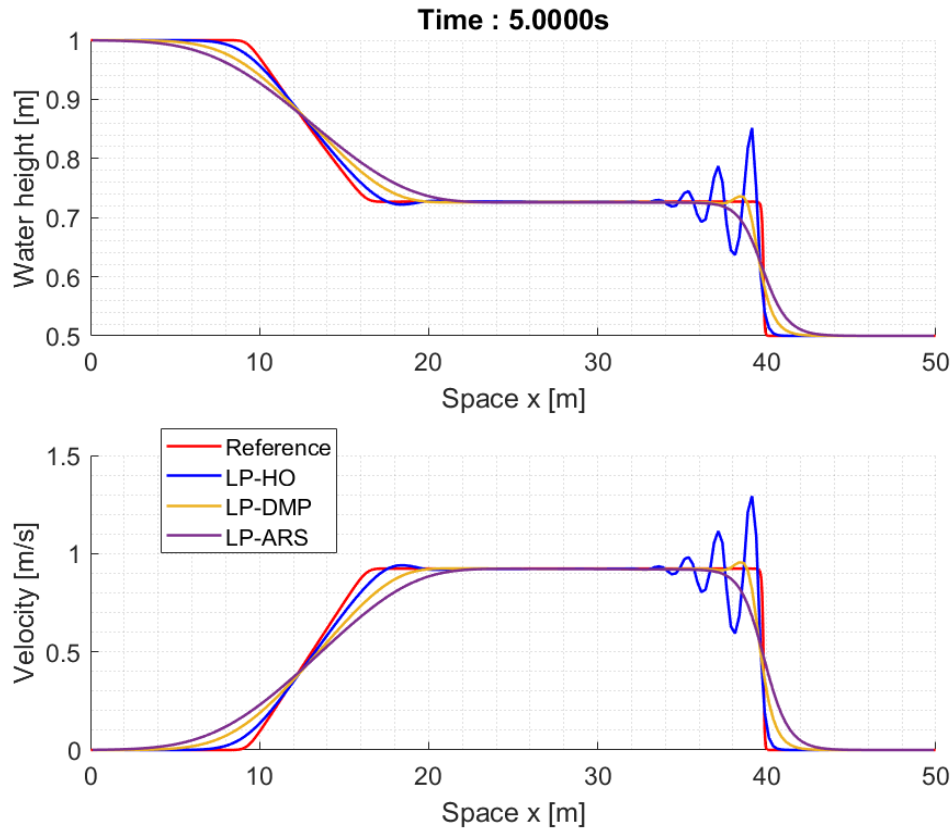 Time : 5.0000s
1
0.9
0.8
0.7
0.6
0.5
Water height [m]
0 10 20 30 40 50
Space x [m]
Reference
LP-HO
LP-DMP
LP-ARS
1.5
1
0.5
0
Velocity [m/s]
0 10 20 30 40 50
Space x [m]